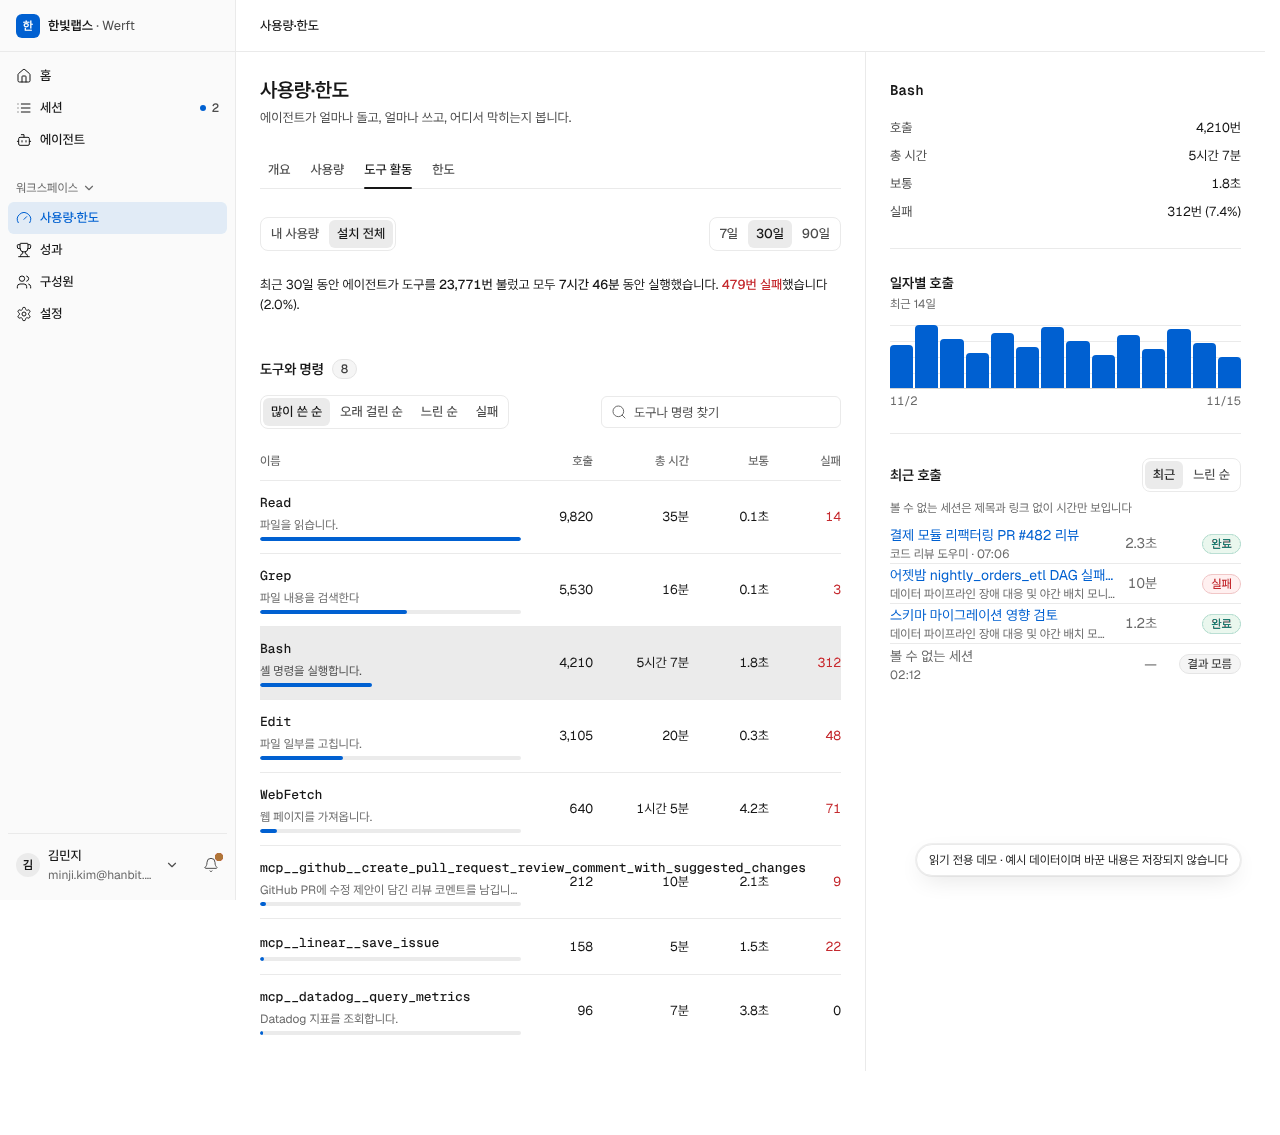 한 한빛랩스 · Werft
홈
세션 2
에이전트
워크스페이스
사용량·한도
성과
구성원
설정
김 김민지
minji.kim@hanbit.…
사용량·한도
사용량·한도
에이전트가 얼마나 돌고, 얼마나 쓰고, 어디서 막히는지 봅니다.
개요 사용량 도구 활동 한도
내 사용량 설치 전체 7일 30일 90일
최근 30일 동안 에이전트가 도구를 23,771번 불렀고 모두 7시간 46분 동안 실행했습니다. 479번 실패했습니다
(2.0%).
도구와 명령 8
많이 쓴 순 오래 걸린 순 느린 순 실패 도구나 명령 찾기
이름 호출 총 시간 보통 실패
Read
파일을 읽습니다.
9,820 35분 0.1초 14
Grep
파일 내용을 검색한다
5,530 16분 0.1초 3
Bash
셸 명령을 실행합니다.
4,210 5시간 7분 1.8초 312
Edit
파일 일부를 고칩니다.
3,105 20분 0.3초 48
WebFetch
웹 페이지를 가져옵니다.
640 1시간 5분 4.2초 71
mcp__github__create_pull_request_review_comment_with_suggested_changes
GitHub PR에 수정 제안이 담긴 리뷰 코멘트를 남깁니…
212 10분 2.1초 9
mcp__linear__save_issue
158 5분 1.5초 22
mcp__datadog__query_metrics
Datadog 지표를 조회합니다.
96 7분 3.8초 0
Bash
호출 4,210번
총 시간 5시간 7분
보통 1.8초
실패 312번 (7.4%)
일자별 호출
최근 14일
11/2 11/15
최근 호출 최근 느린 순
볼 수 없는 세션은 제목과 링크 없이 시간만 보입니다
결제 모듈 리팩터링 PR #482 리뷰
코드 리뷰 도우미 · 07:06
2.3초 완료
어젯밤 nightly_orders_etl DAG 실패…
데이터 파이프라인 장애 대응 및 야간 배치 모니…
10분 실패
스키마 마이그레이션 영향 검토
데이터 파이프라인 장애 대응 및 야간 배치 모…
1.2초 완료
볼 수 없는 세션
02:12
— 결과 모름
읽기 전용 데모 · 예시 데이터이며 바꾼 내용은 저장되지 않습니다